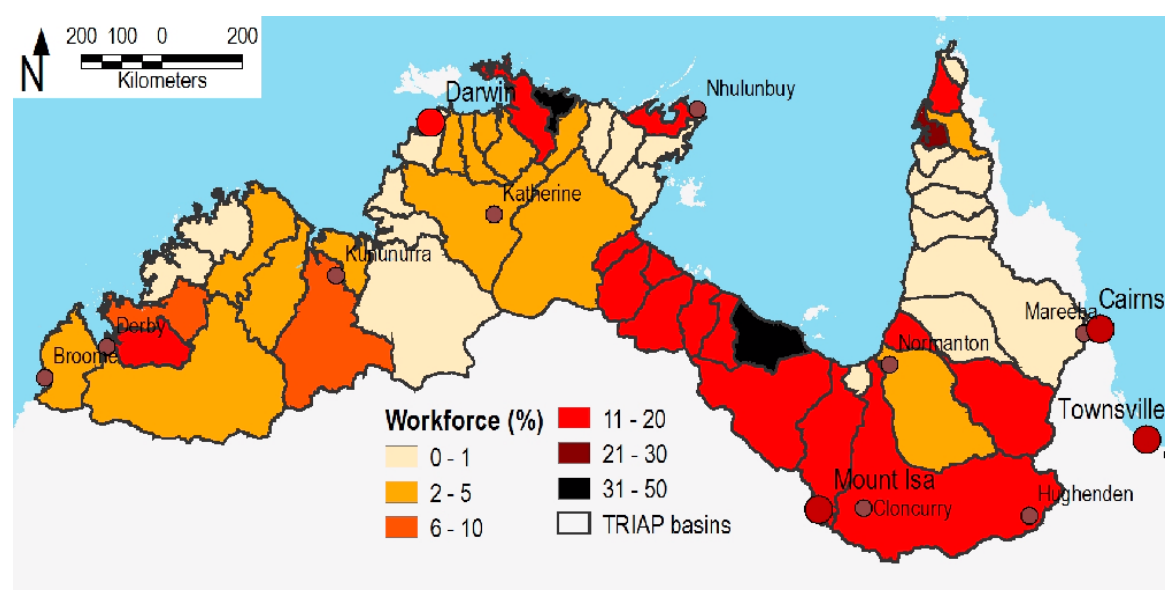 200 100 0 200
Kilometers
N
Darwin
Nhulunbuy
Katherine
Kununurra
Derby
Broome
Mareeba
Cairns
Normanton
Townsville
Mount Isa
Cloncurry
Hughenden
Workforce (%)
0 - 1
2 - 5
6 - 10
11 - 20
21 - 30
31 - 50
TRIAP basins